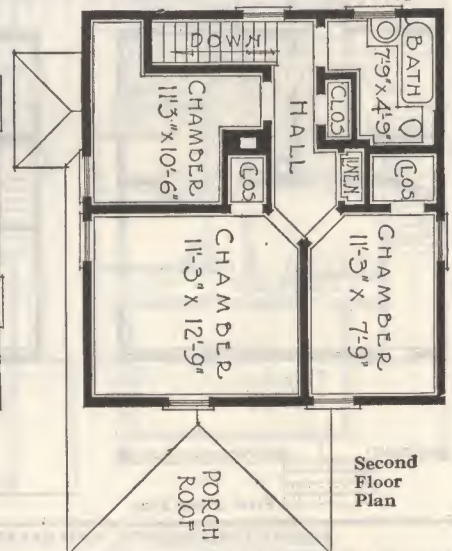 DOWN
BATH
7'9"X4'9"
CHAMBER
11'3"X10'-6"
HALL
CLOS
CLOS
LINEN
CLOS
CHAMBER
11'-3" X 12'-9"
CHAMBER
11'-3" X 7'-9"
PORCH
ROOF
Second
Floor
Plan